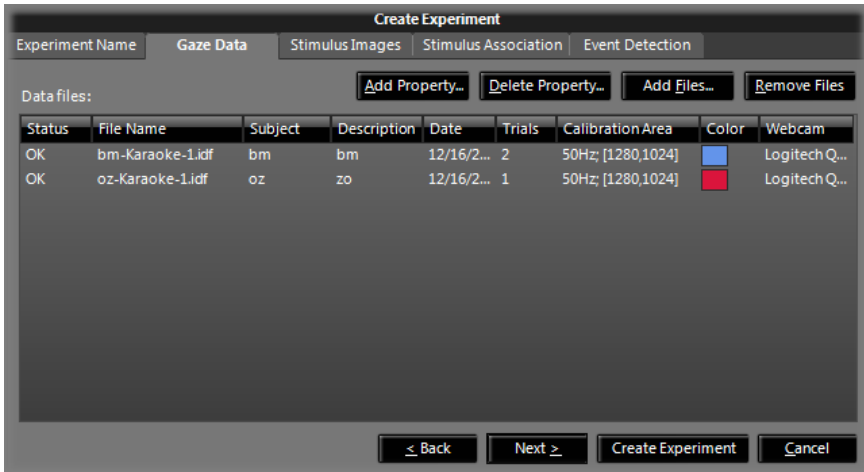 Create Experiment
Experiment Name Gaze Data Stimulus Images Stimulus Association Event Detection
Data files: Add Property... Delete Property... Add Files... Remove Files
Status File Name Subject Description Date Trials Calibration Area Color Webcam
OK bm-Karaoke-1.idf bm bm 12/16/2... 2 50Hz; [1280,1024] Logitech Q...
OK oz-Karaoke-1.idf oz zo 12/16/2... 1 50Hz; [1280,1024] Logitech Q...
< Back Next > Create Experiment Cancel